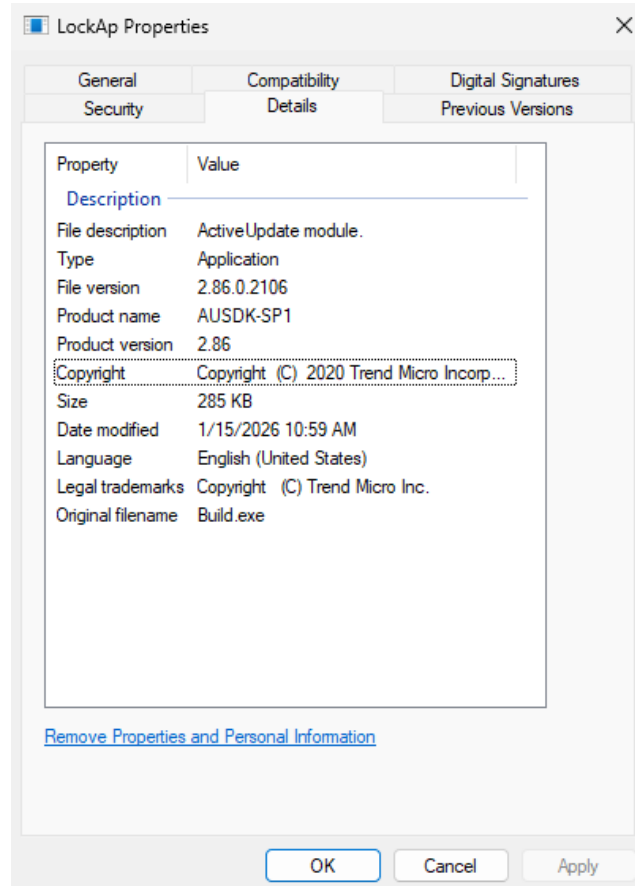 LockAp Properties
General Compatibility Digital Signatures
Security Details Previous Versions
Property Value
Description
File description ActiveUpdate module.
Type Application
File version 2.86.0.2106
Product name AUSDK-SP1
Product version 2.86
Copyright Copyright (C) 2020 Trend Micro Incorp...
Size 285 KB
Date modified 1/15/2026 10:59 AM
Language English (United States)
Legal trademarks Copyright (C) Trend Micro Inc.
Original filename Build.exe
Remove Properties and Personal Information
OK Cancel Apply